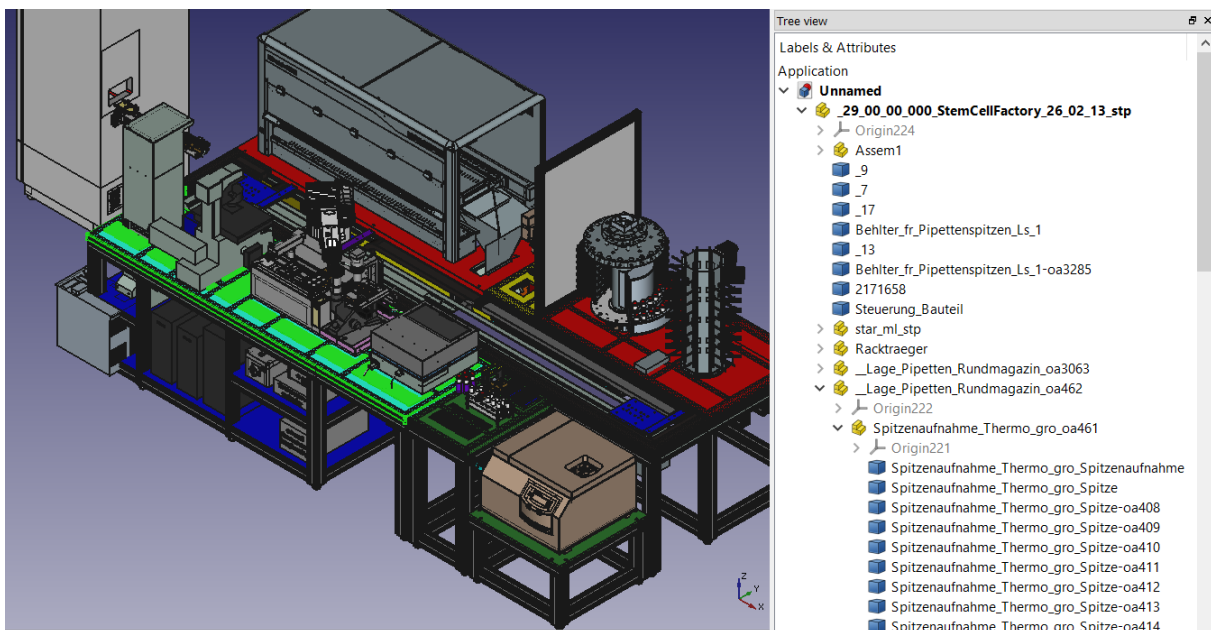 Tree view
Labels & Attributes
Application
Unnamed
_29_00_00_000_StemCellFactory_26_02_13_stp
Origin224
Assem1
_9
_7
_17
Behlter_fr_Pipettenspitzen_Ls_1
_13
Behlter_fr_Pipettenspitzen_Ls_1-oa3285
2171658
Steuerung_Bauteil
star_ml_stp
Racktraeger
__Lage_Pipetten_Rundmagazin_oa3063
__Lage_Pipetten_Rundmagazin_oa462
Origin222
Spitzenaufnahme_Thermo_gro_oa461
Origin221
Spitzenaufnahme_Thermo_gro_Spitzenaufnahme
Spitzenaufnahme_Thermo_gro_Spitze
Spitzenaufnahme_Thermo_gro_Spitze-oa408
Spitzenaufnahme_Thermo_gro_Spitze-oa409
Spitzenaufnahme_Thermo_gro_Spitze-oa410
Spitzenaufnahme_Thermo_gro_Spitze-oa411
Spitzenaufnahme_Thermo_gro_Spitze-oa412
Spitzenaufnahme_Thermo_gro_Spitze-oa413
Spitzenaufnahme_Thermo_gro_Spitze-oa414
Z
Y
X